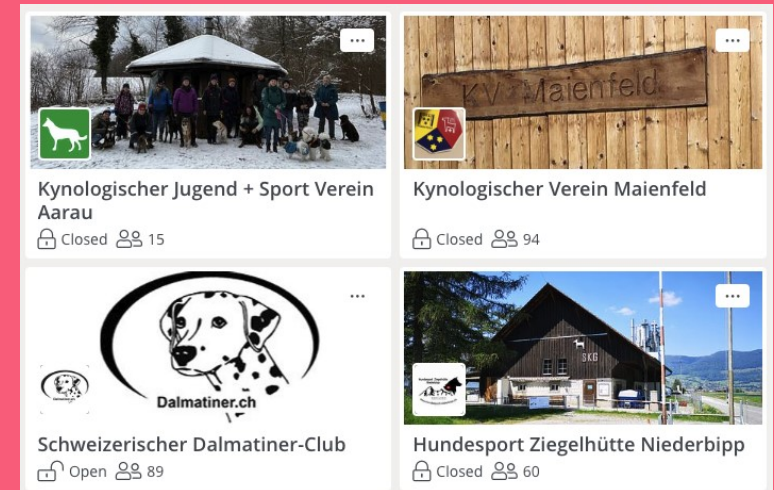 KV Maienfeld
Kynologischer Jugend + Sport Verein
Aarau
Closed 15
Kynologischer Verein Maienfeld
Closed 94
Dalmatiner.ch
Schweizerischer Dalmatiner-Club
Open 89
SKG
Hundesport Ziegelhütte Niederbipp
Closed 60